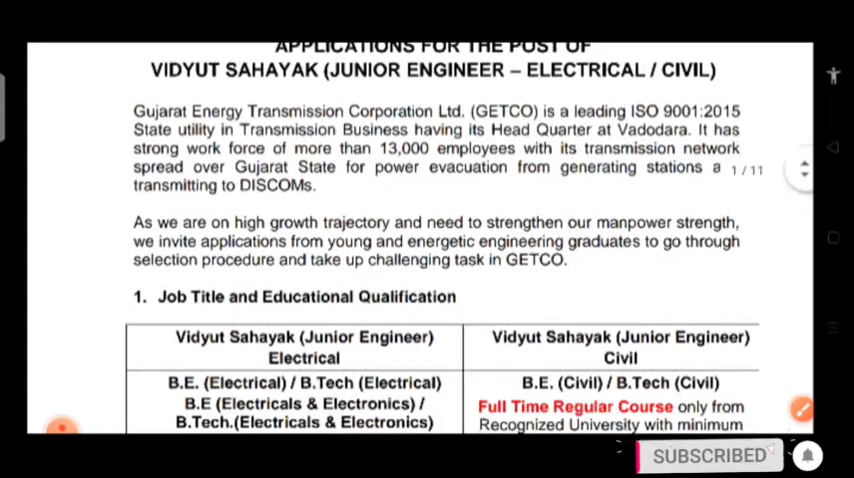 APPLICATIONS FOR THE POST OF
VIDYUT SAHAYAK (JUNIOR ENGINEER – ELECTRICAL / CIVIL)
Gujarat Energy Transmission Corporation Ltd. (GETCO) is a leading ISO 9001:2015
State utility in Transmission Business having its Head Quarter at Vadodara. It has
strong work force of more than 13,000 employees with its transmission network
spread over Gujarat State for power evacuation from generating stations a
1 / 11
transmitting to DISCOMs.
As we are on high growth trajectory and need to strengthen our manpower strength,
we invite applications from young and energetic engineering graduates to go through
selection procedure and take up challenging task in GETCO.
1. Job Title and Educational Qualification
Vidyut Sahayak (Junior Engineer)
Electrical
Vidyut Sahayak (Junior Engineer)
Civil
B.E. (Electrical) / B.Tech (Electrical)
B.E (Electricals & Electronics) /
B.Tech.(Electricals & Electronics)
B.E. (Civil) / B.Tech (Civil)
Full Time Regular Course only from
Recognized University with minimum
SUBSCRIBED